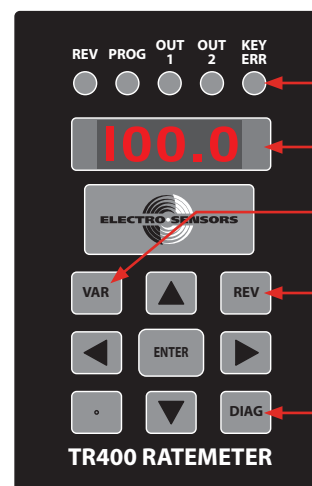 REV PROG OUT 1 OUT 2 KEY ERR
100.0
ELECTRO SENSORS
VAR
REV
ENTER
DIAG
TR400 RATEMETER